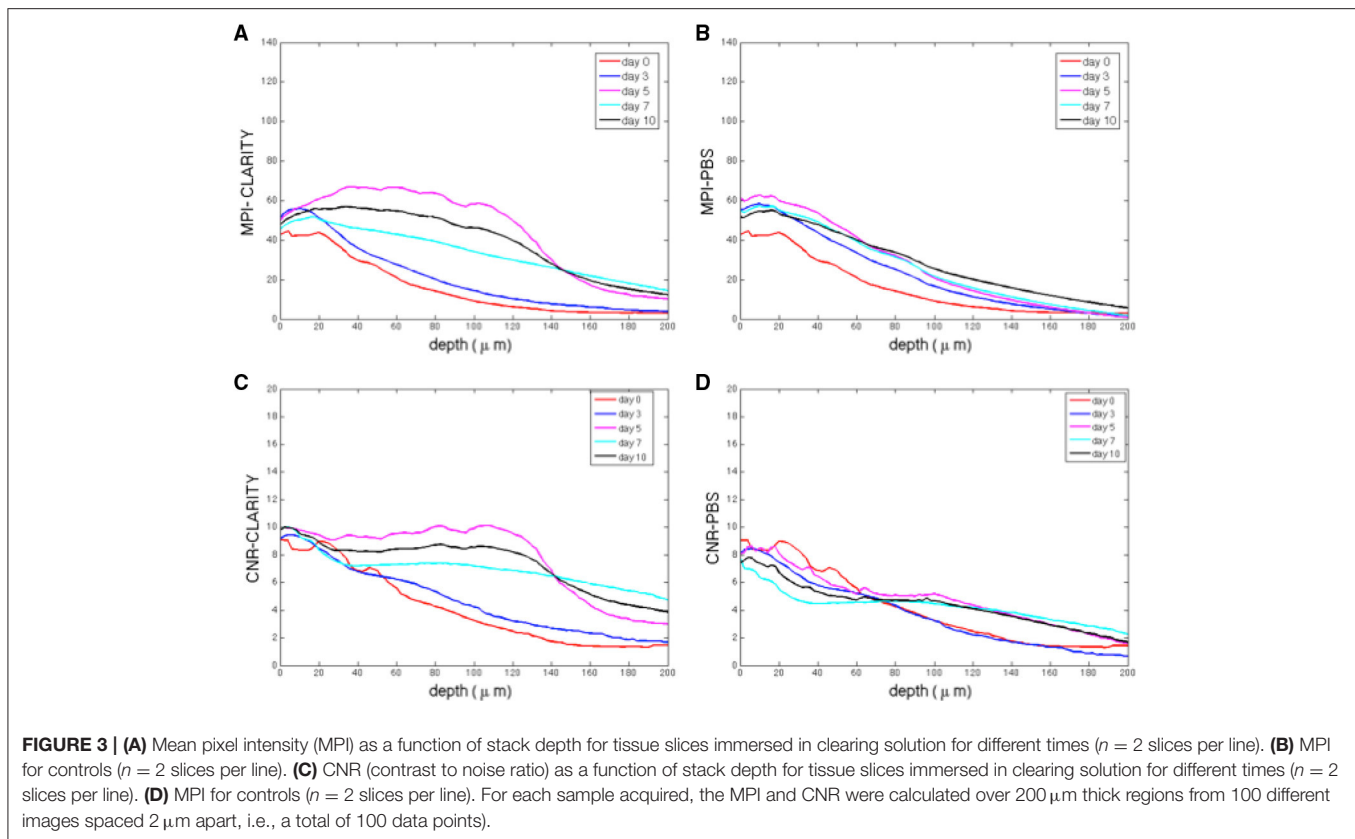 A
B
140
120
100
80
60
40
20
0
MPI- CLARITY
day 0
day 3
day 5
day 7
day 10
0 20 40 60 80 100 120 140 160 180 200
depth ( μ m)
140
120
100
80
60
40
20
0
MPI-PBS
day 0
day 3
day 5
day 7
day 10
0 20 40 60 80 100 120 140 160 180 200
depth ( μ m)
C
D
20
18
16
14
12
10
8
6
4
2
0
CNR-CLARITY
day 0
day 3
day 5
day 7
day 10
0 20 40 60 80 100 120 140 160 180 200
depth ( μ m)
20
18
16
14
12
10
8
6
4
2
0
CNR-PBS
day 0
day 3
day 5
day 7
day 10
0 20 40 60 80 100 120 140 160 180 200
depth ( μ m)
FIGURE 3 | (A) Mean pixel intensity (MPI) as a function of stack depth for tissue slices immersed in clearing solution for different times (n = 2 slices per line). (B) MPI
for controls (n = 2 slices per line). (C) CNR (contrast to noise ratio) as a function of stack depth for tissue slices immersed in clearing solution for different times (n = 2
slices per line). (D) MPI for controls (n = 2 slices per line). For each sample acquired, the MPI and CNR were calculated over 200 μm thick regions from 100 different
images spaced 2 μm apart, i.e., a total of 100 data points).